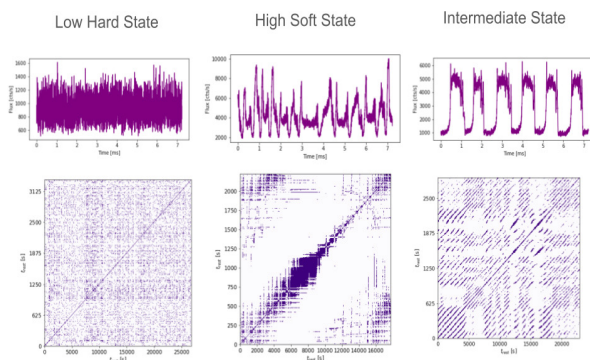 Low Hard State
High Soft State
Intermediate State
Flux [cts/s]
1600
1400
1200
1000
800
600
0 1 2 3 4 5 6 7
Time [ms]
Flux [cts/s]
10000
8000
6000
4000
2000
0 1 2 3 4 5 6 7
Time [ms]
Flux [cts/s]
6000
5000
4000
3000
2000
1000
0 1 2 3 4 5 6 7
Time [ms]
3125
2500
1875
1250
625
0
0 5000 10000 15000 20000 25000
[s]
2000
1750
1500
1250
1000
750
500
250
0
0 2000 4000 6000 8000 10000 12000 14000 16000
[s]
2500
1875
1250
625
0
0 5000 10000 15000 20000
[s]